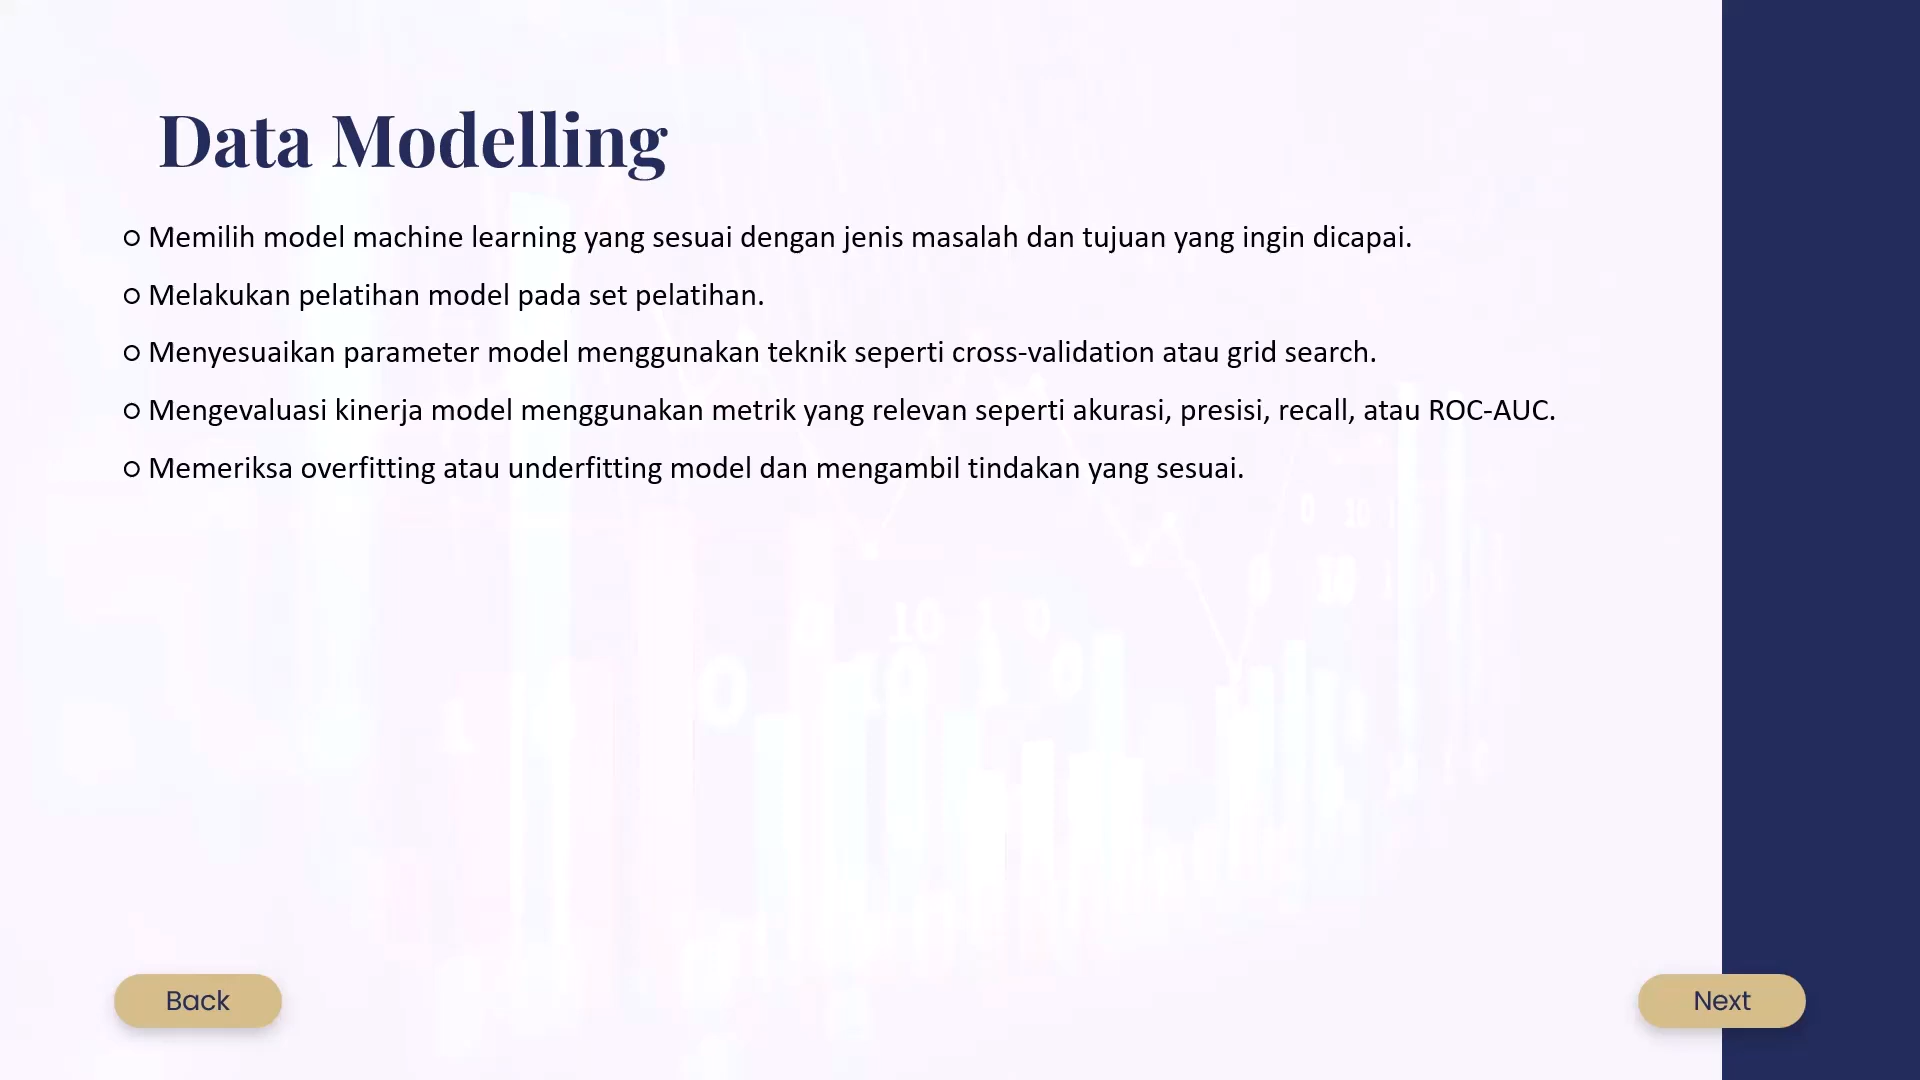 Data Modelling
○ Memilih model machine learning yang sesuai dengan jenis masalah dan tujuan yang ingin dicapai.
○ Melakukan pelatihan model pada set pelatihan.
○ Menyesuaikan parameter model menggunakan teknik seperti cross-validation atau grid search.
○ Mengevaluasi kinerja model menggunakan metrik yang relevan seperti akurasi, presisi, recall, atau ROC-AUC.
○ Memeriksa overfitting atau underfitting model dan mengambil tindakan yang sesuai.
Back
Next